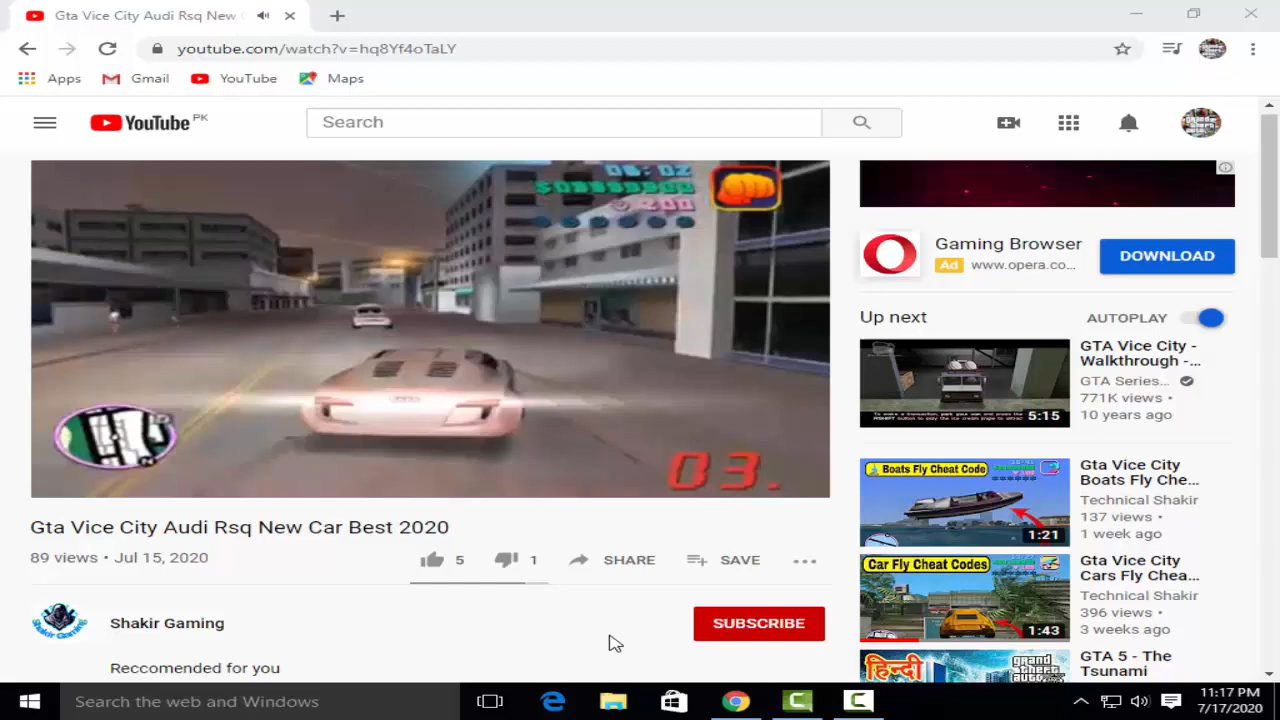 Gta Vice City Audi Rsq New
youtube.com/watch?v=hq8Yf4oTaLY
Apps Gmail YouTube Maps
YouTube PK
Search
03.
Gta Vice City Audi Rsq New Car Best 2020
89 views • Jul 15, 2020
5 1 SHARE SAVE
Shakir Gaming
Shakir Gaming
SUBSCRIBE
Reccomended for you
Gaming Browser
Ad www.opera.co...
DOWNLOAD
Up next
AUTOPLAY
5:15
GTA Vice City -
Walkthrough -...
GTA Series...
771K views •
10 years ago
Boats Fly Cheat Code
1:21
Gta Vice City
Boats Fly Che...
Technical Shakir
137 views •
1 week ago
Car Fly Cheat Codes
1:43
Gta Vice City
Cars Fly Chea...
Technical Shakir
396 views •
3 weeks ago
हिन्दी
grand
theft
auto
GTA 5 - The
Tsunami
Search the web and Windows
11:17 PM
7/17/2020